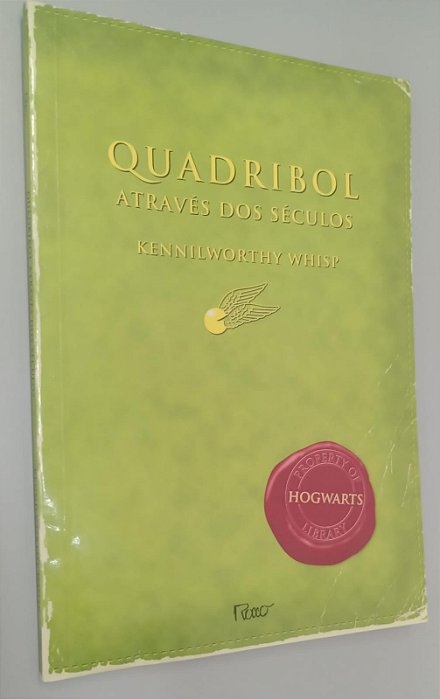 QUADRIBOL
ATRAVÉS DOS SÉCULOS
KENNILWORTHY WHISP
PROPERTY OF
HOGWARTS
LIBRARY
Rocco